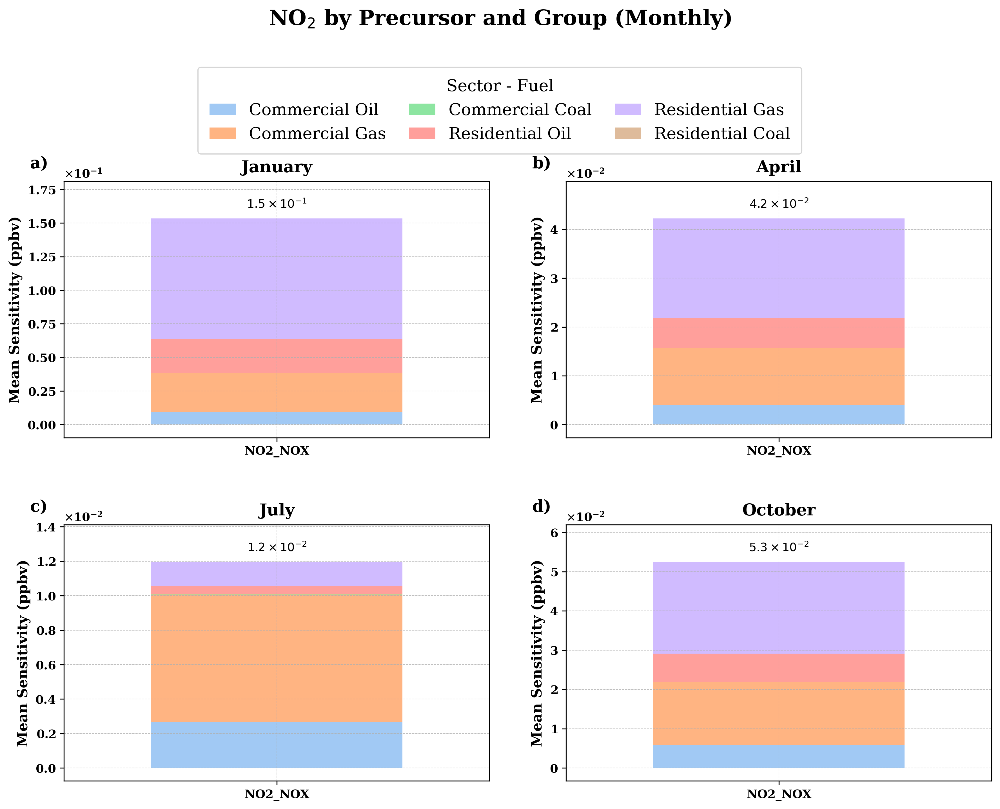 NO₂ by Precursor and Group (Monthly)
Sector - Fuel
Commercial Oil
Commercial Gas
Commercial Coal
Residential Oil
Residential Gas
Residential Coal
a)
January
×10⁻¹
1.75
1.50
1.25
1.00
0.75
0.50
0.25
0.00
Mean Sensitivity (ppbv)
1.5 × 10⁻¹
NO2_NOX
b)
April
×10⁻²
4
3
2
1
0
Mean Sensitivity (ppbv)
4.2 × 10⁻²
NO2_NOX
c)
July
×10⁻²
1.4
1.2
1.0
0.8
0.6
0.4
0.2
0.0
Mean Sensitivity (ppbv)
1.2 × 10⁻²
NO2_NOX
d)
October
×10⁻²
6
5
4
3
2
1
0
Mean Sensitivity (ppbv)
5.3 × 10⁻²
NO2_NOX